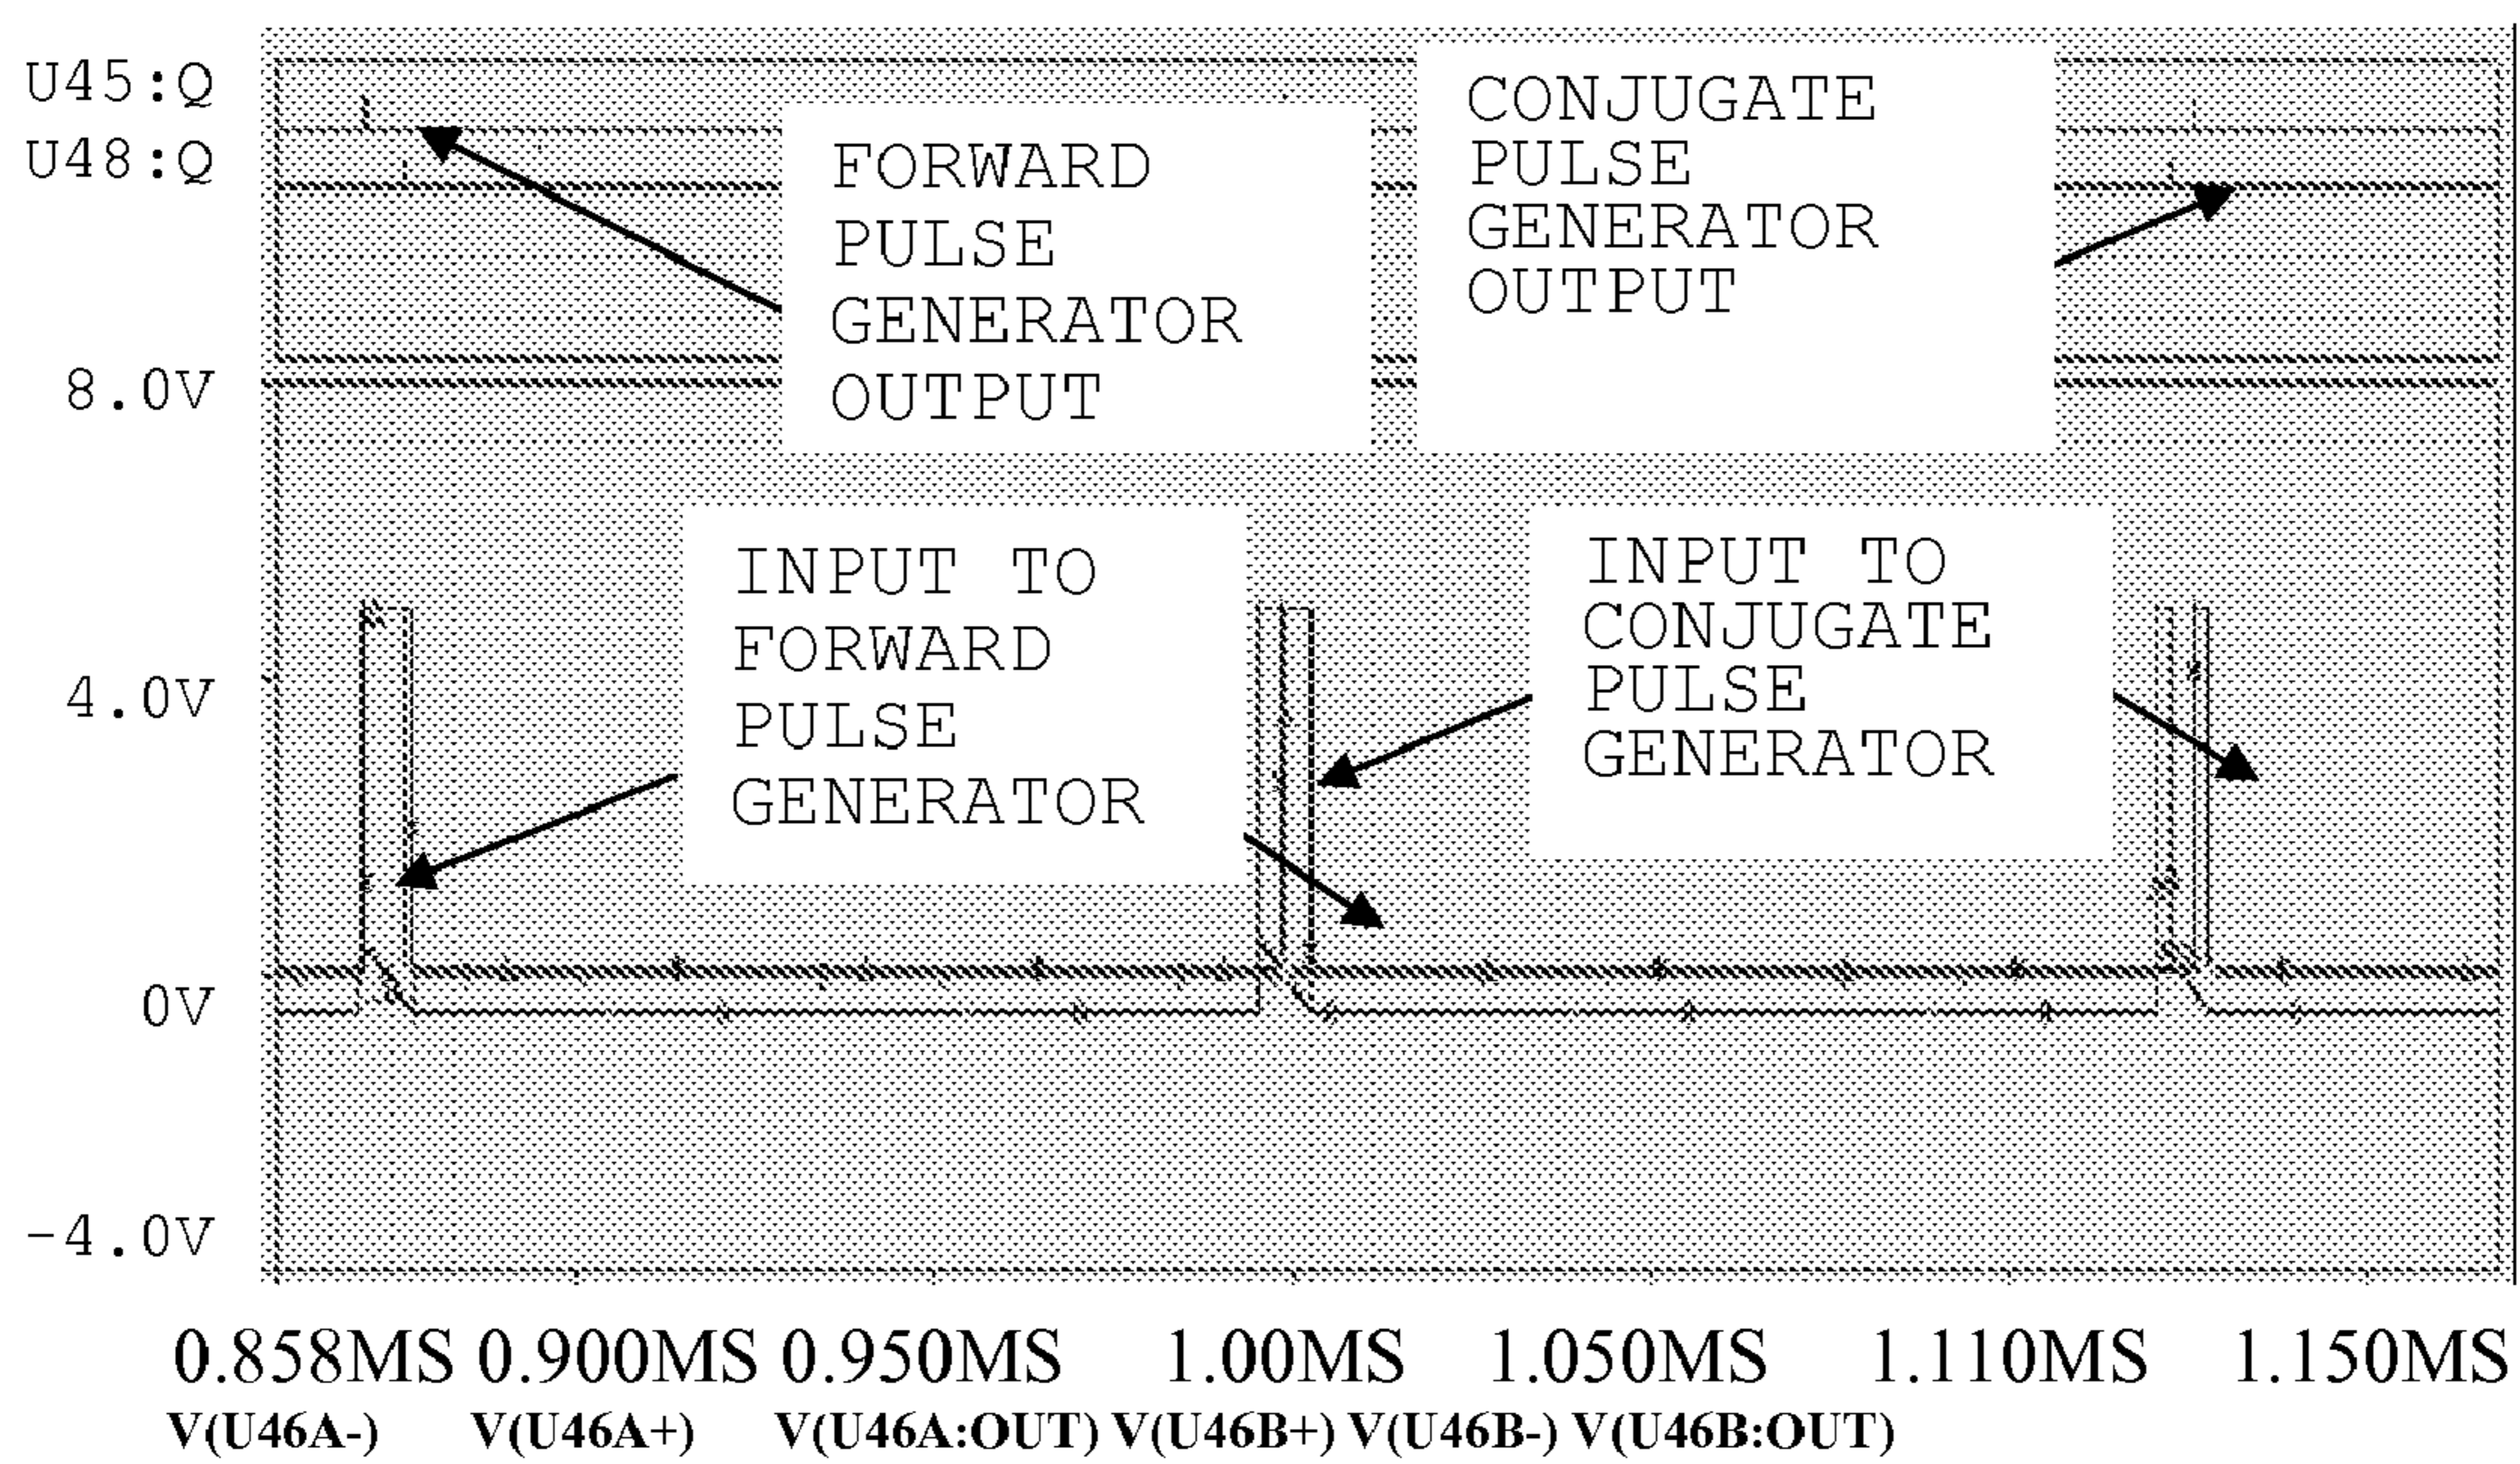 U45:Q
U48:Q
FORWARD
PULSE
GENERATOR
OUTPUT
CONJUGATE
PULSE
GENERATOR
OUTPUT
8.0V
4.0V
0V
-4.0V
INPUT TO
FORWARD
PULSE
GENERATOR
INPUT TO
CONJUGATE
PULSE
GENERATOR
0.858MS 0.900MS 0.950MS 1.00MS 1.050MS 1.110MS 1.150MS
V(U46A-) V(U46A+) V(U46A:OUT) V(U46B+) V(U46B-) V(U46B:OUT)